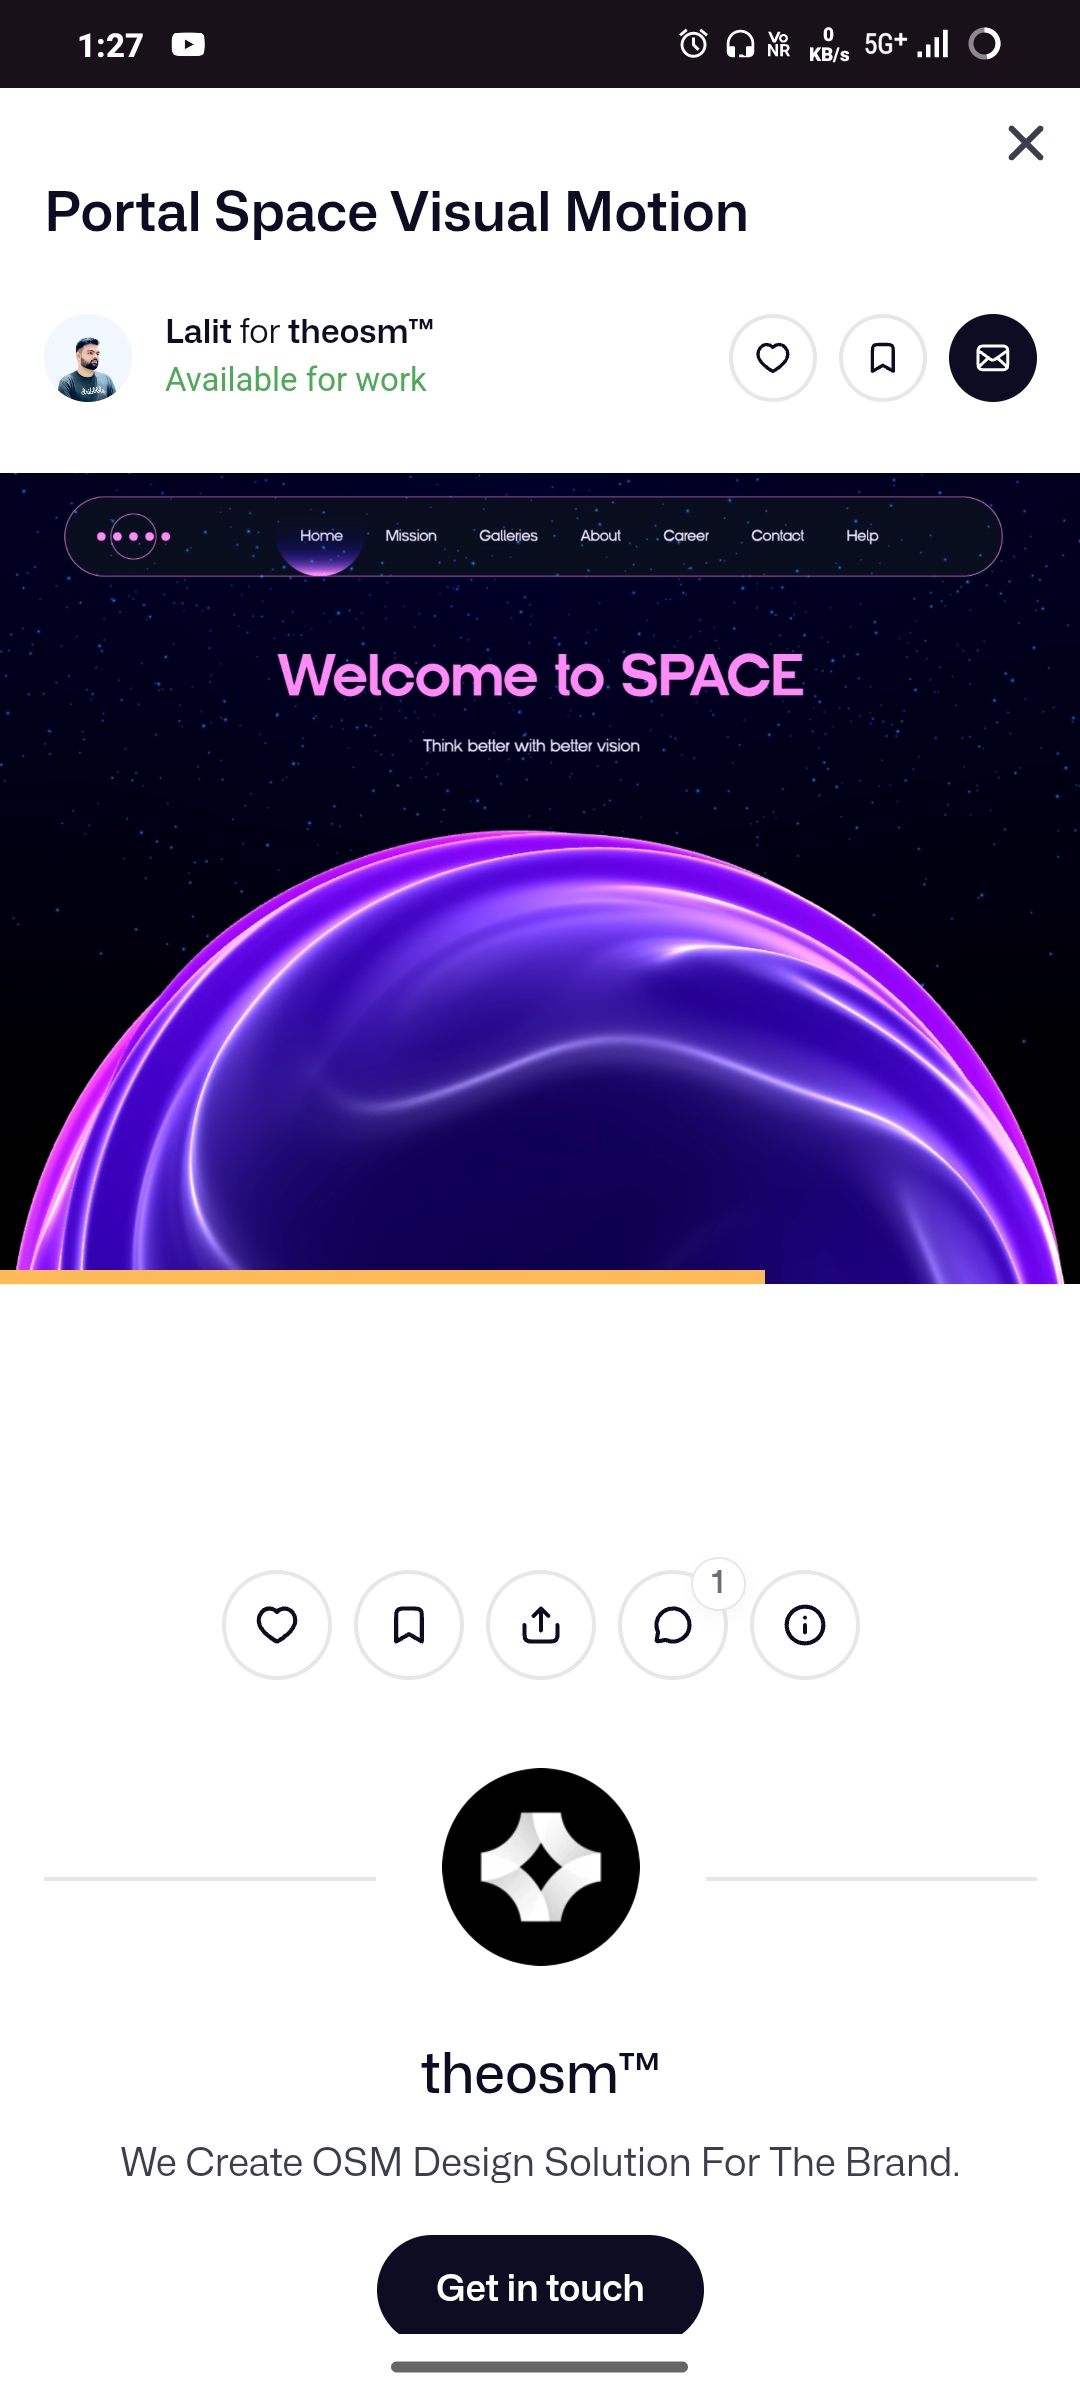 1:27 Vo NR 0 KB/s 5G+
Portal Space Visual Motion
Lalit for theosm™
Available for work
Home Mission Galleries About Career Contact Help
Welcome to SPACE
Think better with better vision
1
theosm™
We Create OSM Design Solution For The Brand.
Get in touch